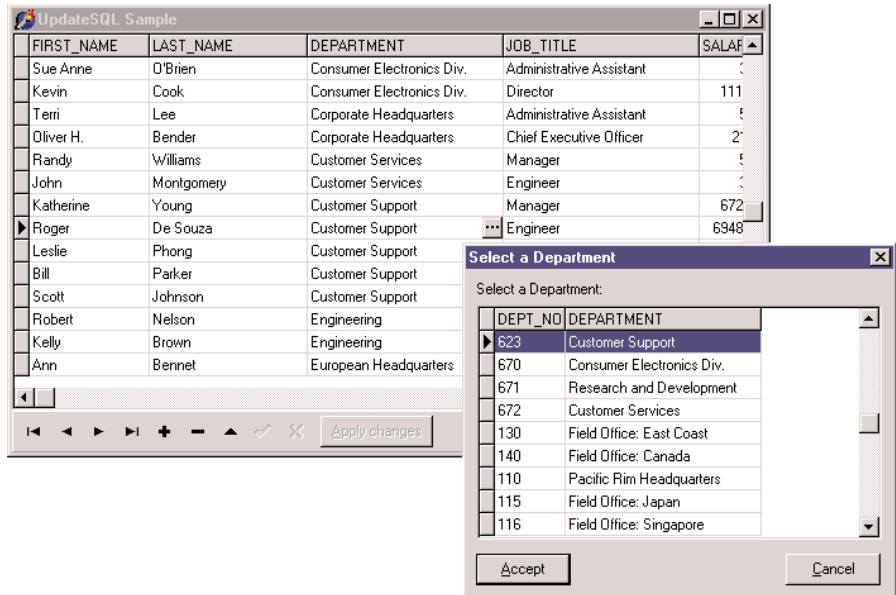 UpdateSQL Sample
FIRST_NAME LAST_NAME DEPARTMENT JOB_TITLE
Sue Anne O'Brien Consumer Electronics Div. Administrative Assistant
Kevin Cook Consumer Electronics Div. Director 111
Terri Lee Corporate Headquarters Administrative Assistant
Oliver H. Bender Corporate Headquarters Chief Executive Officer
Randy Williams Customer Services Manager
John Montgomery Customer Services Engineer
Katherine Young Customer Support Manager 672
Roger De Souza Customer Support ... Engineer 6948
Leslie Phong Customer Support
Bill Parker Customer Support
Scott Johnson Customer Support
Robert Nelson Engineering
Kelly Brown Engineering
Ann Bennet European Headquarters
Apply changes
Select a Department
Select a Department:
DEPT_NO DEPARTMENT
623 Customer Support
670 Consumer Electronics Div.
671 Research and Development
672 Customer Services
130 Field Office: East Coast
140 Field Office: Canada
110 Pacific Rim Headquarters
115 Field Office: Japan
116 Field Office: Singapore
Accept Cancel